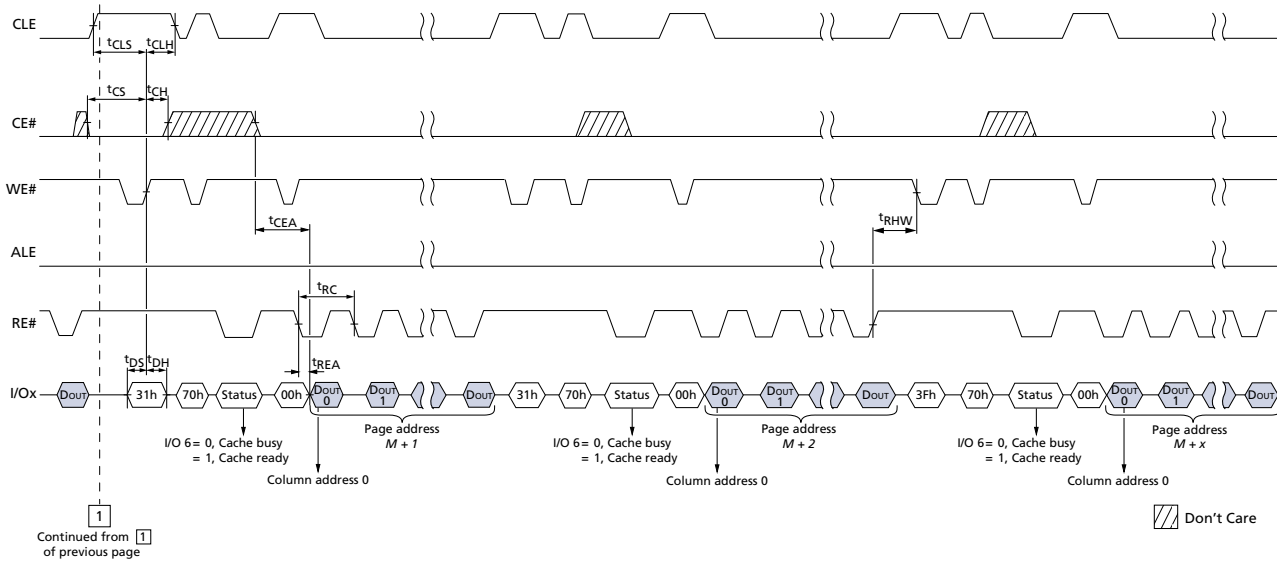 CLE
tCLS tCLH
tCS tCH
CE#
WE#
tCEA
tRHW
ALE
tRC
RE#
tDS tDH
tREA
I/Ox
DOUT 31h 70h Status 00h DOUT 0 DOUT 1 DOUT 31h 70h Status 00h DOUT 0 DOUT 1 DOUT 3Fh 70h Status 00h DOUT 0 DOUT 1 DOUT
I/O 6 = 0, Cache busy
= 1, Cache ready
Page address
M + 1
Column address 0
I/O 6 = 0, Cache busy
= 1, Cache ready
Page address
M + 2
Column address 0
I/O 6 = 0, Cache busy
= 1, Cache ready
Page address
M + x
Column address 0
1
Continued from 1
of previous page
Don't Care